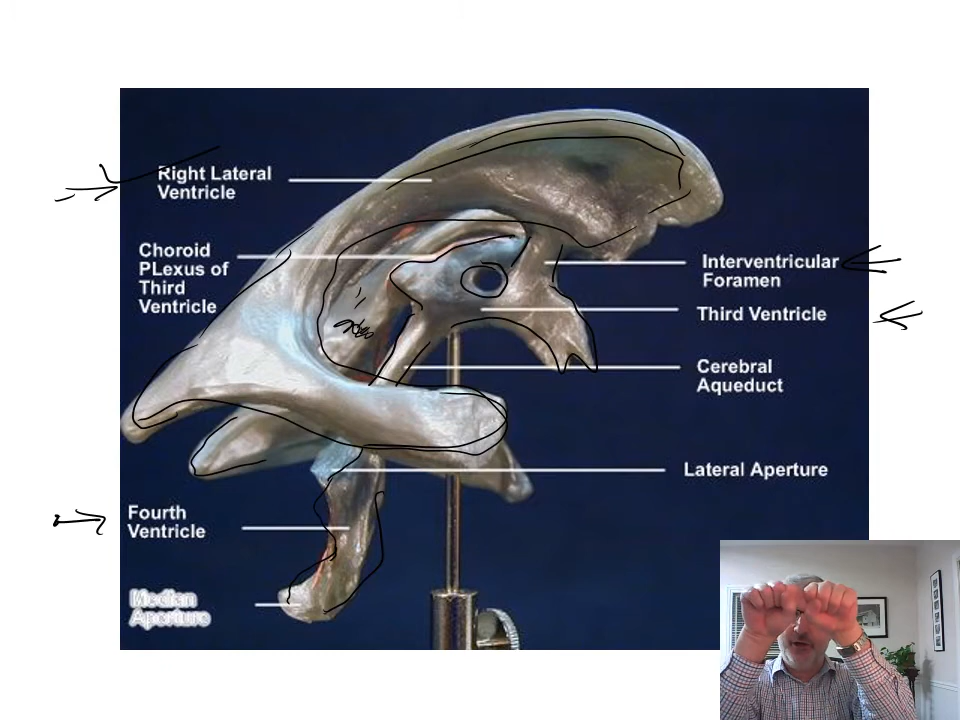 Right Lateral
Ventricle
Choroid
PLexus of
Third
Ventricle
Interventricular
Foramen
Third Ventricle
Cerebral
Aqueduct
Lateral Aperture
Fourth
Ventricle
Median
Aperture